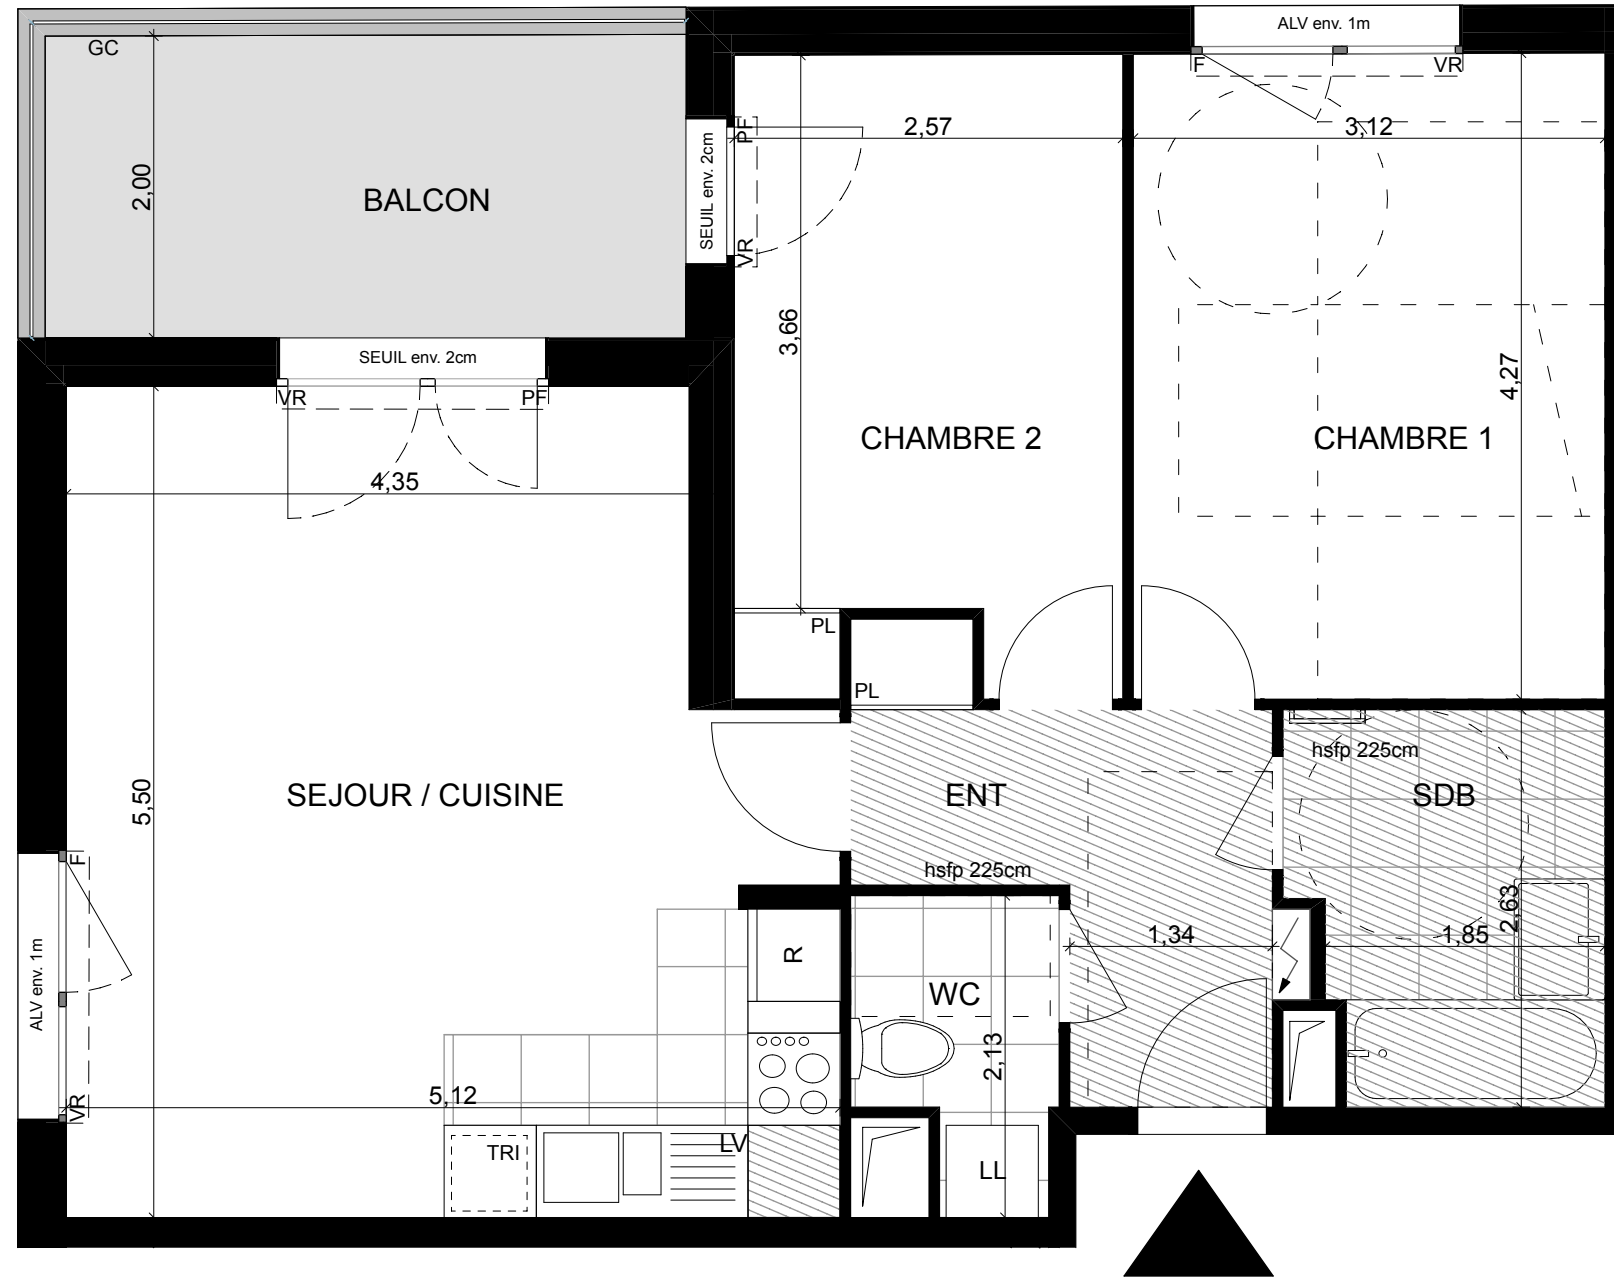 ALV env. 1m
GC
F
VR
2,57
3,12
PF
SEUIL env. 2cm
VR
2,00
BALCON
3,66
SEUIL env. 2cm
4,27
VR
PF
CHAMBRE 2
CHAMBRE 1
4,35
PL
PL
hsfp 225cm
5,50
SEJOUR / CUISINE
ENT
SDB
F
hsfp 225cm
2,63
1,34
1,85
R
ALV env. 1m
WC
2,13
5,12
VR
LV
TRI
LL